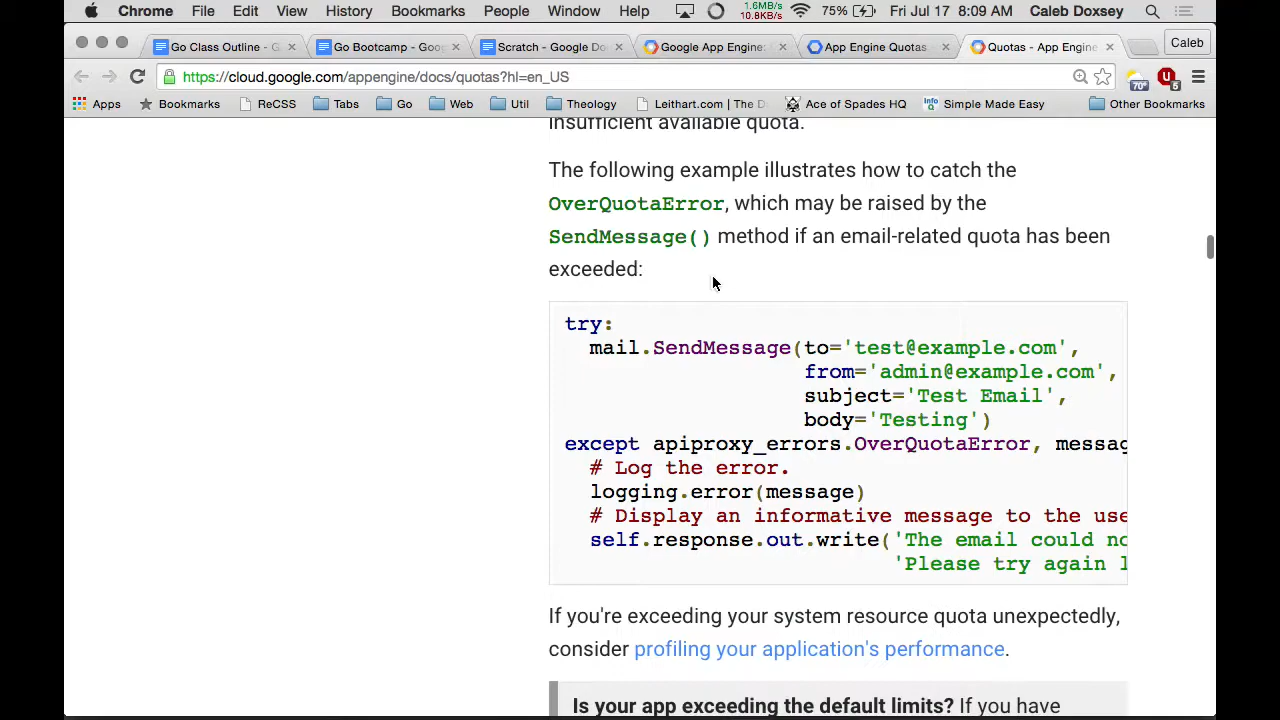 Chrome File Edit View History Bookmarks People Window Help 1.6MB/s 10.8KB/s 75% Fri Jul 17 8:09 AM Caleb Doxsey
Go Class Outline - G Go Bootcamp - Goo Scratch - Google Do Google App Engine App Engine Quotas Quotas - App Engine Caleb
https://cloud.google.com/appengine/docs/quotas?hl=en_US 70° 5
Apps Bookmarks ReCSS Tabs Go Web Util Theology Leithart.com | The D Ace of Spades HQ Info Q Simple Made Easy Other Bookmarks
insufficient available quota.
The following example illustrates how to catch the
OverQuotaError, which may be raised by the
SendMessage() method if an email-related quota has been
exceeded:
try:
mail.SendMessage(to='test@example.com',
from='admin@example.com',
subject='Test Email',
body='Testing')
except apiproxy_errors.OverQuotaError, messag
# Log the error.
logging.error(message)
# Display an informative message to the use
self.response.out.write('The email could no
'Please try again l
If you're exceeding your system resource quota unexpectedly,
consider profiling your application's performance.
Is your app exceeding the default limits? If you have